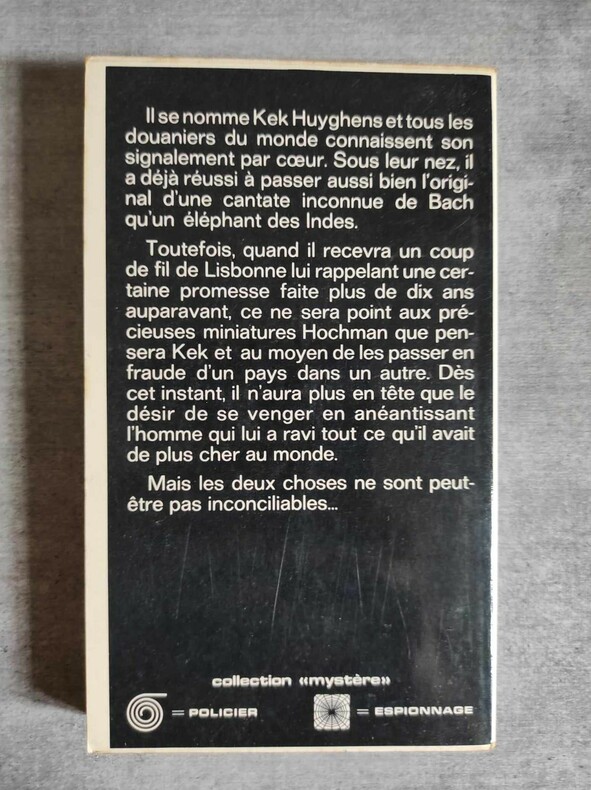 Il se nomme Kek Huyghens et tous les
douaniers du monde connaissent son
signalement par cœur. Sous leur nez, il
a déjà réussi à passer aussi bien l'origi-
nal d'une cantate inconnue de Bach
qu'un éléphant des Indes.
Toutefois, quand il recevra un coup
de fil de Lisbonne lui rappelant une cer-
taine promesse faite plus de dix ans
auparavant, ce ne sera point aux pré-
cieuses miniatures Hochman que pen-
sera Kek et au moyen de les passer en
fraude d'un pays dans un autre. Dès
cet instant, il n'aura plus en tête que le
désir de se venger en anéantissant
l'homme qui lui a ravi tout ce qu'il avait
de plus cher au monde.
Mais les deux choses ne sont peut-
être pas inconciliables...
collection «mystère»
= POLICIER = ESPIONNAGE